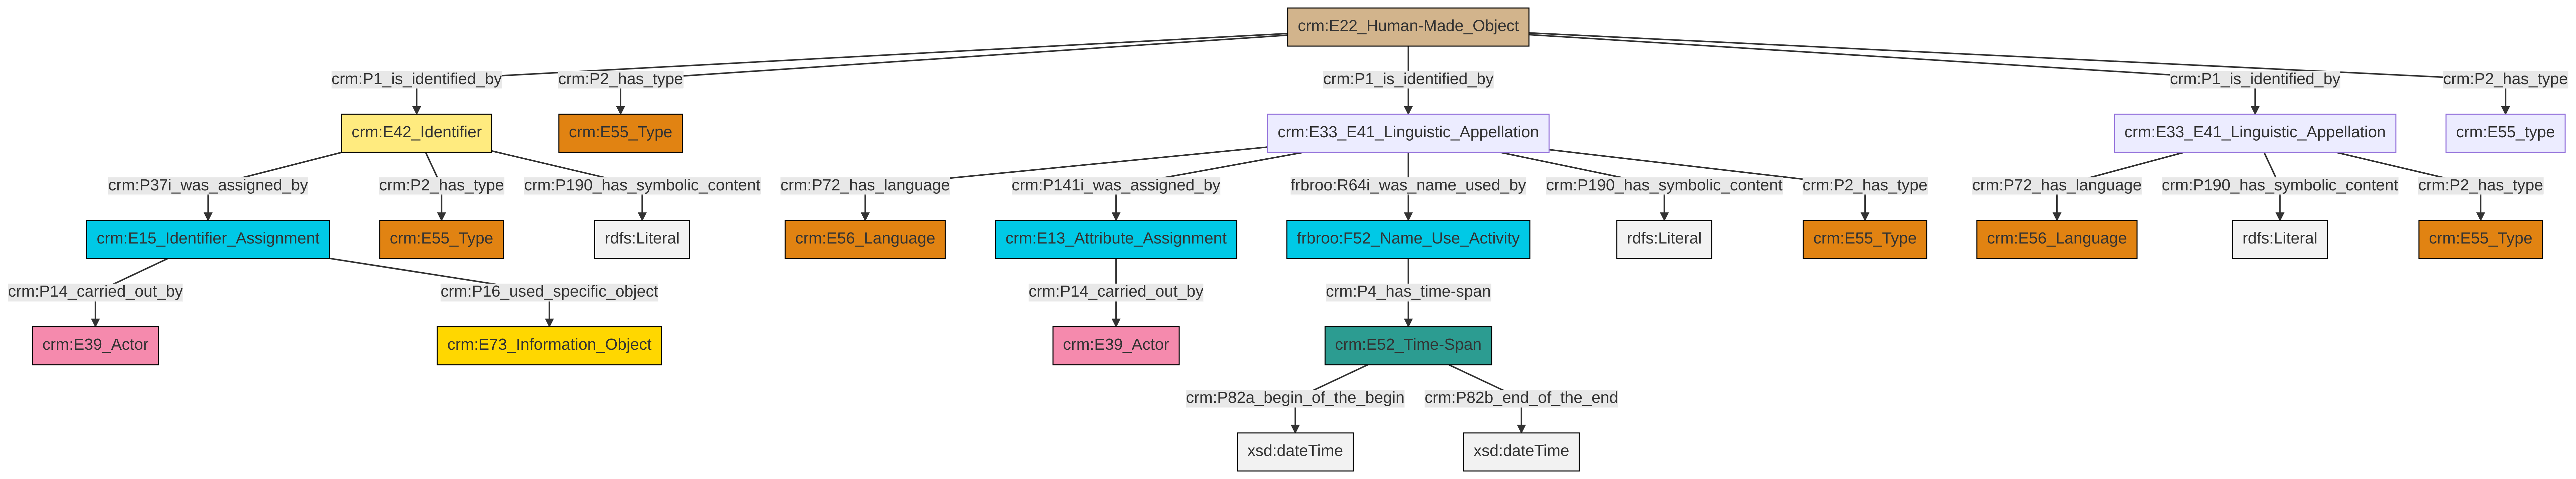 crm:E22_Human-Made_Object
crm:P1_is_identified_by
crm:P2_has_type
crm:P1_is_identified_by
crm:P1_is_identified_by
crm:P2_has_type
crm:E42_Identifier
crm:E55_Type
crm:E33_E41_Linguistic_Appellation
crm:E33_E41_Linguistic_Appellation
crm:E55_type
crm:P37i_was_assigned_by
crm:P2_has_type
crm:P190_has_symbolic_content
crm:P72_has_language
crm:P141i_was_assigned_by
frbroo:R64i_was_name_used_by
crm:P190_has_symbolic_content
crm:P2_has_type
crm:P72_has_language
crm:P190_has_symbolic_content
crm:P2_has_type
crm:E15_Identifier_Assignment
crm:E55_Type
rdfs:Literal
crm:E56_Language
crm:E13_Attribute_Assignment
frbroo:F52_Name_Use_Activity
rdfs:Literal
crm:E55_Type
crm:E56_Language
rdfs:Literal
crm:E55_Type
crm:P14_carried_out_by
crm:P16_used_specific_object
crm:P14_carried_out_by
crm:P4_has_time-span
crm:E39_Actor
crm:E73_Information_Object
crm:E39_Actor
crm:E52_Time-Span
crm:P82a_begin_of_the_begin
crm:P82b_end_of_the_end
xsd:dateTime
xsd:dateTime